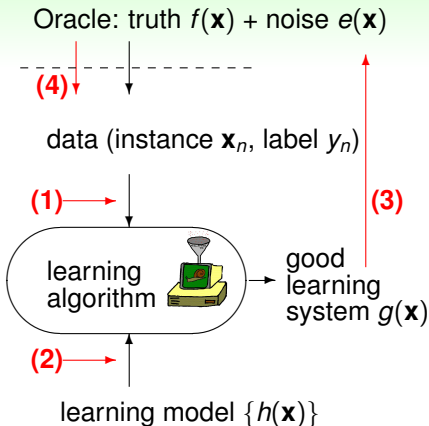 Oracle: truth f(x) + noise e(x)
(4)
data (instance xₙ, label yₙ)
(1)
(3)
learning
algorithm
good
learning
system g(x)
(2)
learning model {h(x)}